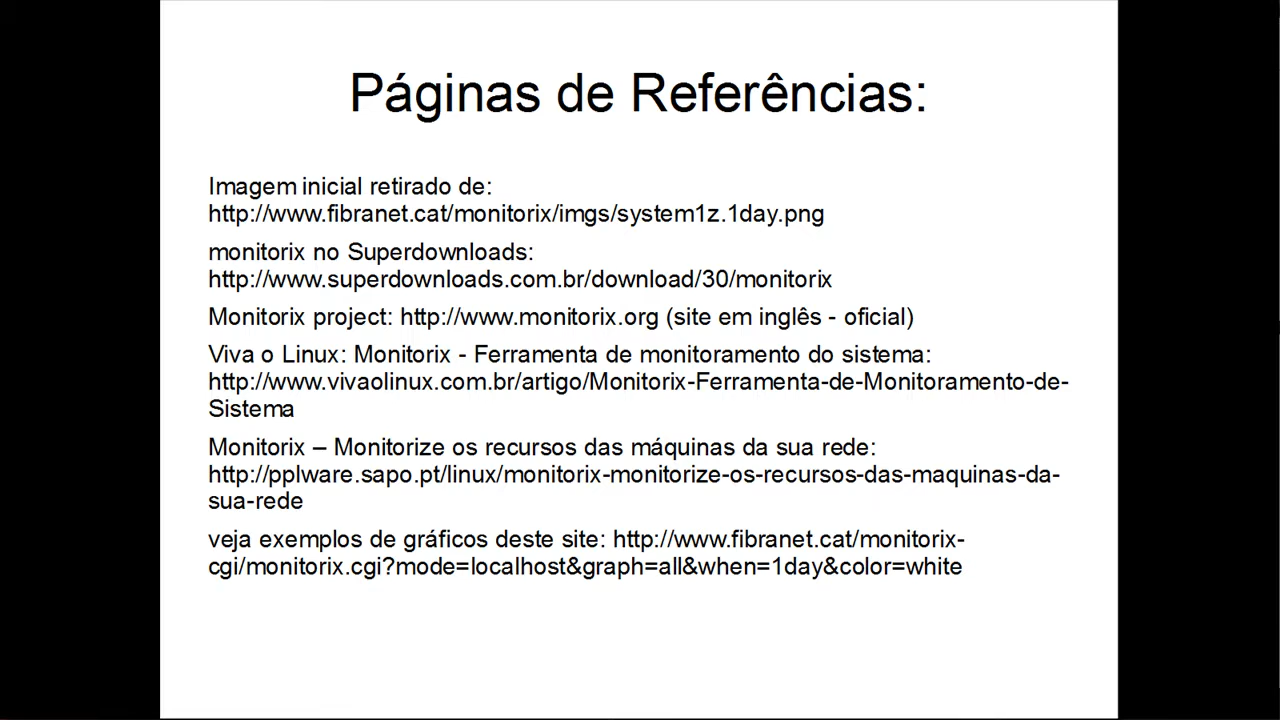 Páginas de Referências:
Imagem inicial retirado de:
http://www.fibranet.cat/monitorix/imgs/system1z.1day.png
monitorix no Superdownloads:
http://www.superdownloads.com.br/download/30/monitorix
Monitorix project: http://www.monitorix.org (site em inglês - oficial)
Viva o Linux: Monitorix - Ferramenta de monitoramento do sistema:
http://www.vivaolinux.com.br/artigo/Monitorix-Ferramenta-de-Monitoramento-de-
Sistema
Monitorix – Monitorize os recursos das máquinas da sua rede:
http://pplware.sapo.pt/linux/monitorix-monitorize-os-recursos-das-maquinas-da-
sua-rede
veja exemplos de gráficos deste site: http://www.fibranet.cat/monitorix-
cgi/monitorix.cgi?mode=localhost&graph=all&when=1day&color=white